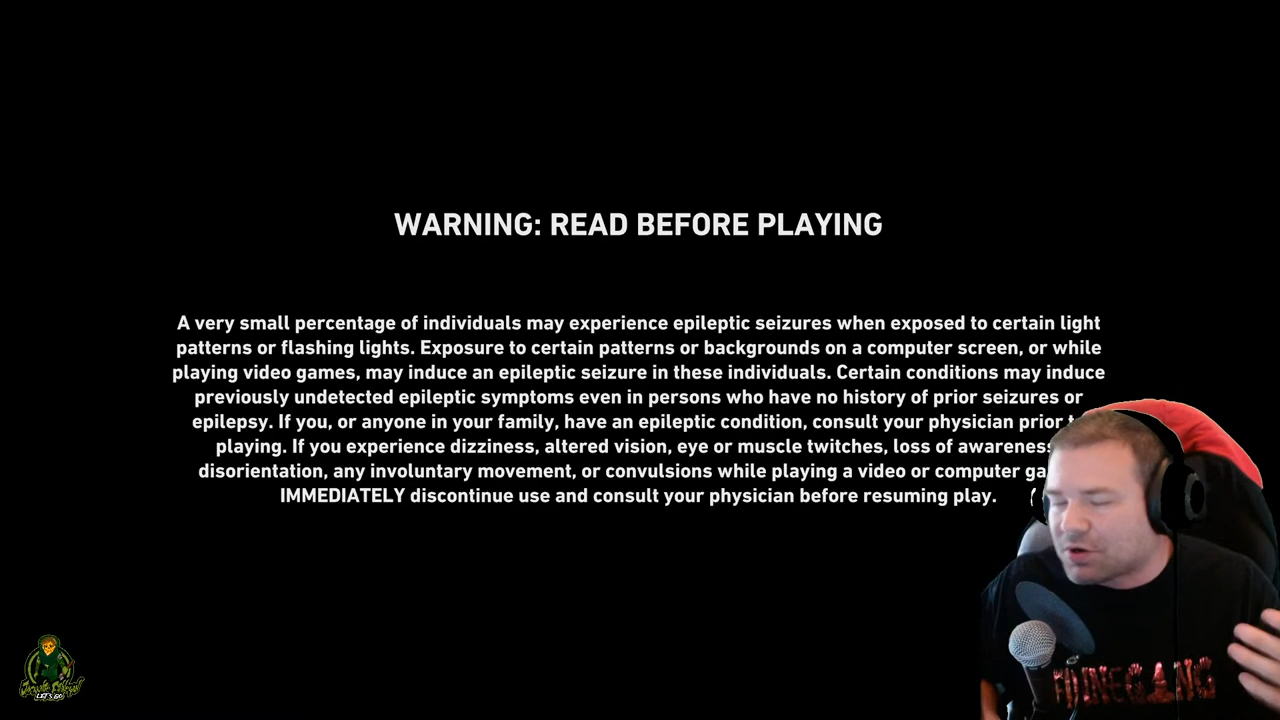 WARNING: READ BEFORE PLAYING
A very small percentage of individuals may experience epileptic seizures when exposed to certain light
patterns or flashing lights. Exposure to certain patterns or backgrounds on a computer screen, or while
playing video games, may induce an epileptic seizure in these individuals. Certain conditions may induce
previously undetected epileptic symptoms even in persons who have no history of prior seizures or
epilepsy. If you, or anyone in your family, have an epileptic condition, consult your physician prior
playing. If you experience dizziness, altered vision, eye or muscle twitches, loss of awareness
disorientation, any involuntary movement, or convulsions while playing a video or computer
IMMEDIATELY discontinue use and consult your physician before resuming play.
LET'S GO